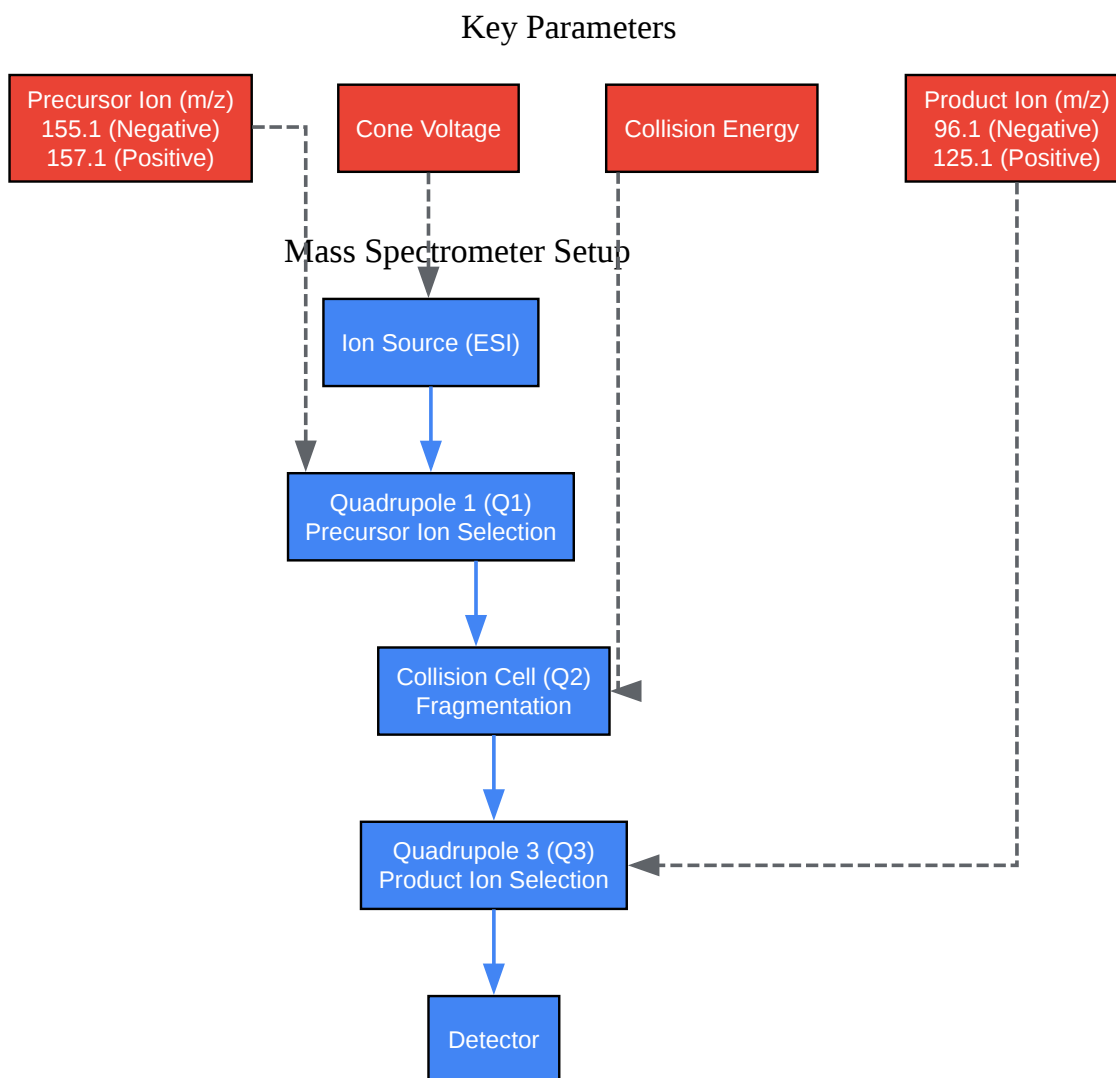 Key Parameters
Precursor Ion (m/z)
155.1 (Negative)
157.1 (Positive)
Cone Voltage
Collision Energy
Product Ion (m/z)
96.1 (Negative)
125.1 (Positive)
Mass Spectrometer Setup
Ion Source (ESI)
Quadrupole 1 (Q1)
Precursor Ion Selection
Collision Cell (Q2)
Fragmentation
Quadrupole 3 (Q3)
Product Ion Selection
Detector